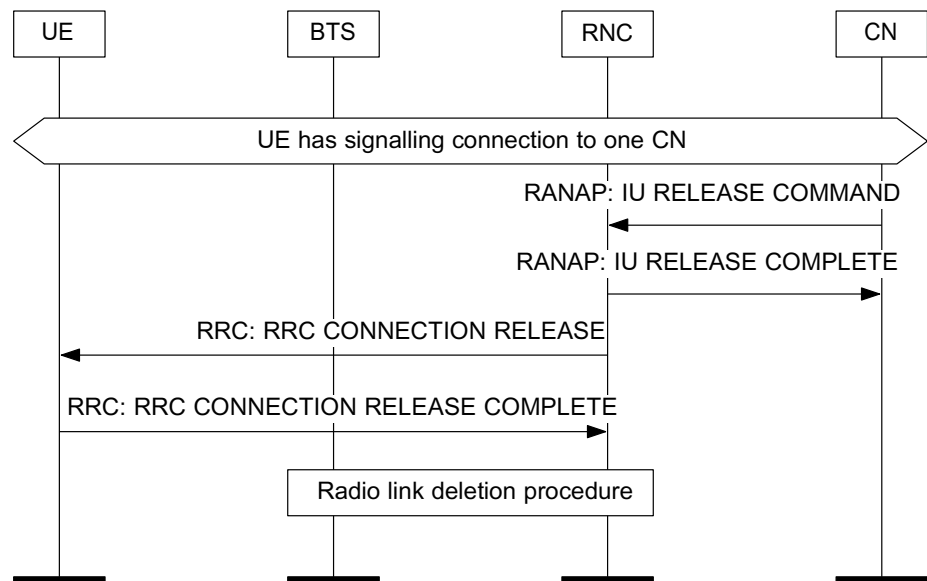 UE
BTS
RNC
CN
UE has signalling connection to one CN
RANAP: IU RELEASE COMMAND
RANAP: IU RELEASE COMPLETE
RRC: RRC CONNECTION RELEASE
RRC: RRC CONNECTION RELEASE COMPLETE
Radio link deletion procedure